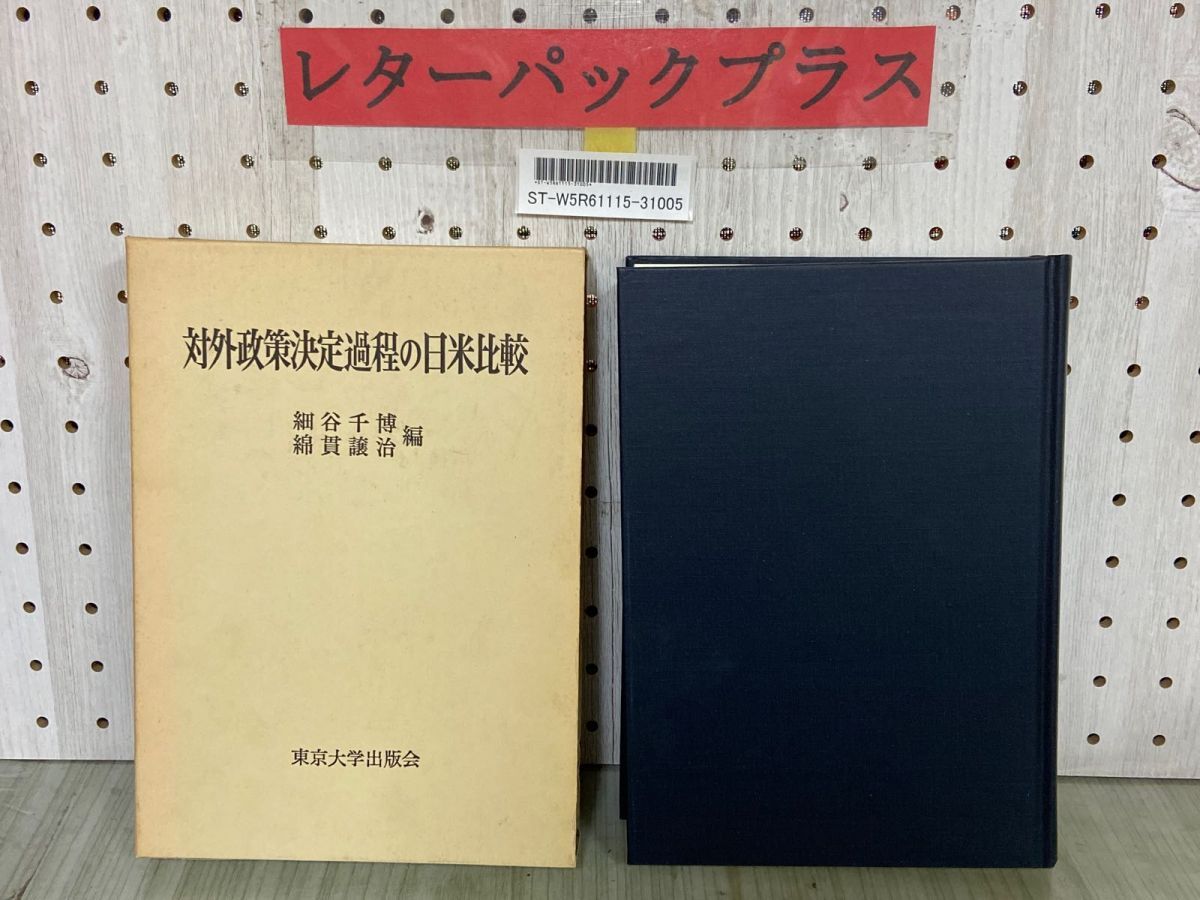 レターパックプラス
ST-W5R61115-31005
対外政策決定過程の日米比較
細谷千博
綿貫譲治 編
東京大学出版会